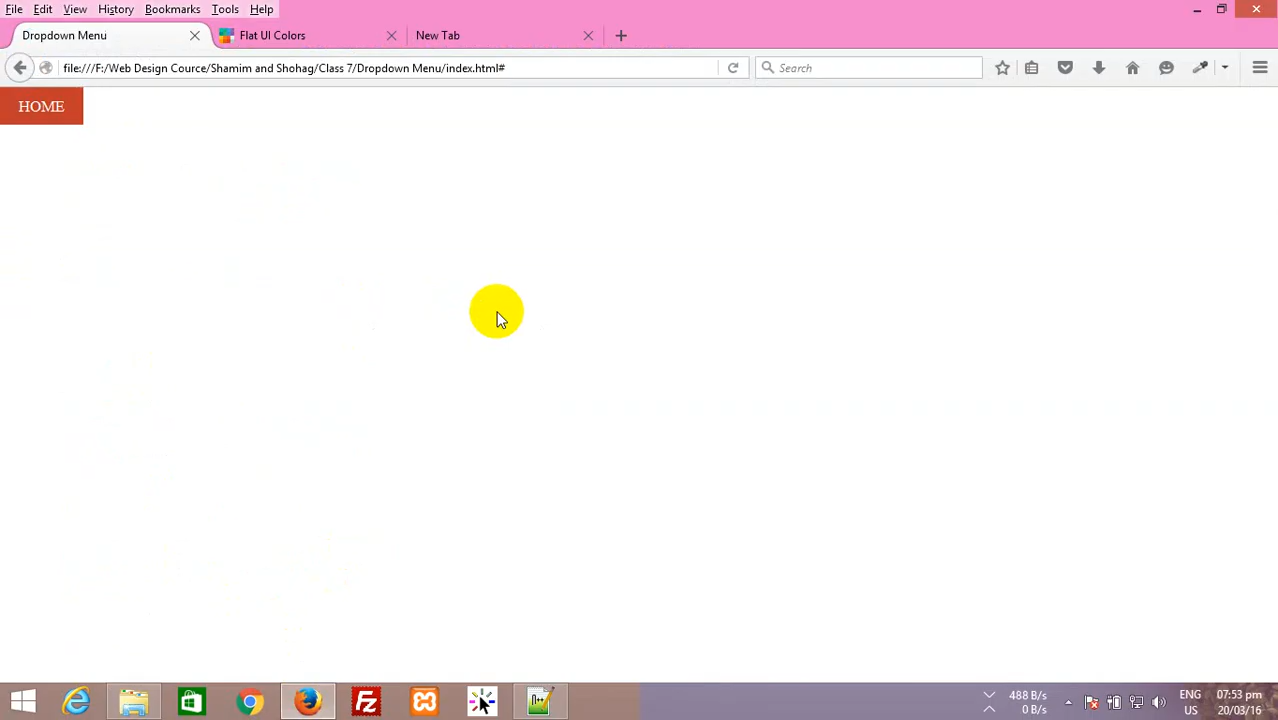 File Edit View History Bookmarks Tools Help
Dropdown Menu Flat UI Colors New Tab
file:///F:/Web Design Cource/Shamim and Shohag/Class 7/Dropdown Menu/index.html# Search
HOME
488 B/s ENG 07:53 pm
0 B/s US 20/03/16